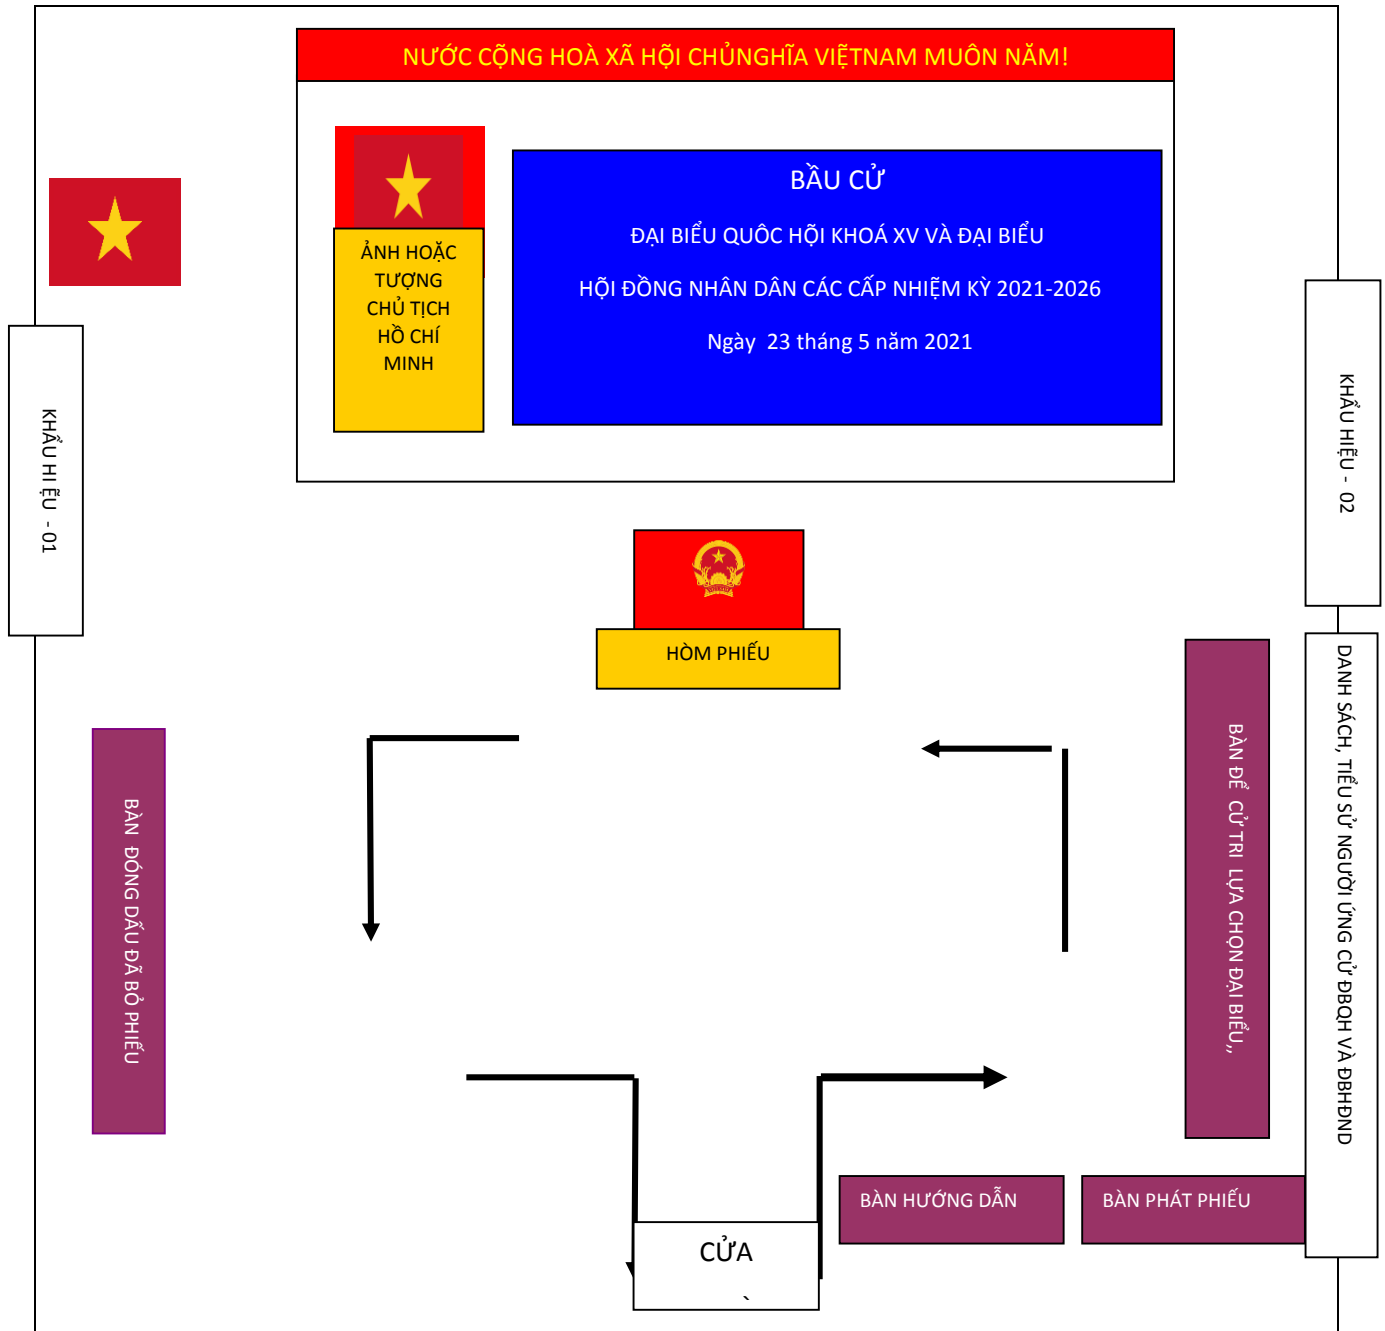 NƯỚC CỘNG HOÀ XÃ HỘI CHỦNGHĨA VIỆTNAM MUÔN NĂM!
BẦU CỬ
ĐẠI BIỂU QUÔC HỘI KHOÁ XV VÀ ĐẠI BIỂU
HỘI ĐỒNG NHÂN DÂN CÁC CẤP NHIỆM KỲ 2021-2026
Ngày 23 tháng 5 năm 2021
ẢNH HOẶC
TƯỢNG
CHỦ TỊCH
HỒ CHÍ
MINH
KHẨU HI ỆU - 01
KHẨU HIỆU - 02
HÒM PHIẾU
BÀN ĐÓNG DẤU ĐÃ BỎ PHIẾU
BÀN ĐỂ CỬ TRI LỰA CHỌN ĐẠI BIỂU,,
DANH SÁCH, TIỂU SỬ NGƯỜI ỨNG CỬ ĐBQH VÀ ĐBHĐND
BÀN HƯỚNG DẪN
BÀN PHÁT PHIẾU
CỬA